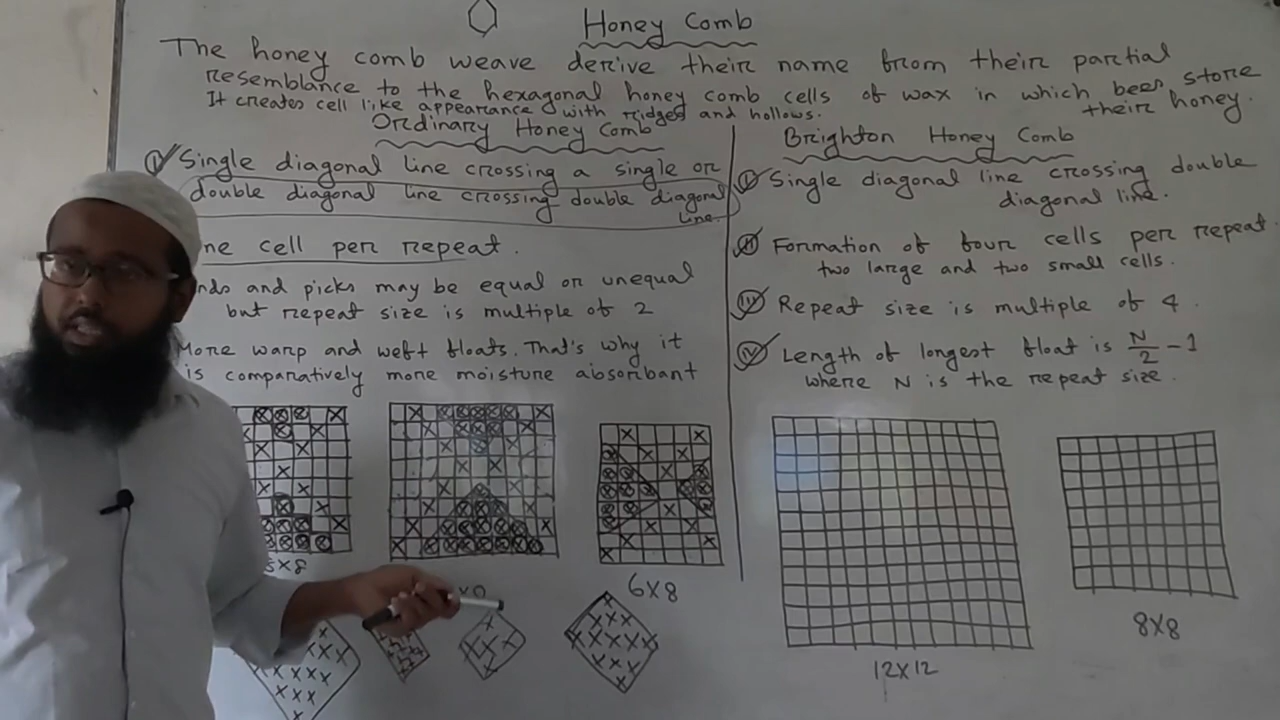 Honey Comb
The honey comb weave derive their name from their partial
resemblance to the hexagonal honey comb cells of wax in which bees store
their honey.
It creates cell like appearance with ridged and hollows.
Ordinary Honey Comb
(i) Single diagonal line crossing a single or
double diagonal line crossing double diagonal
line.
ne cell per repeat.
nds and picks may be equal or unequal
but repeat size is multiple of 2
More warp and weft floats. That's why it
is comparatively more moisture absorbant
6X8
Brighton Honey Comb
(i) Single diagonal line crossing double
diagonal line.
(ii) Formation of four cells per repeat.
two large and two small cells.
(iii) Repeat size is multiple of 4.
(iv) Length of longest float is N/2 - 1
where N is the repeat size.
12X12
8X8